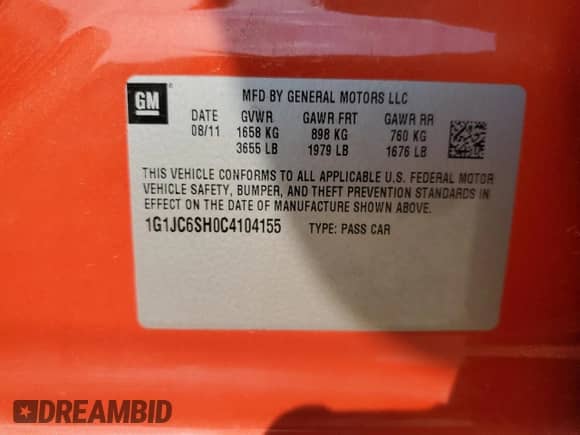 GM
MFD BY GENERAL MOTORS LLC
DATE GVWR GAWR FRT GAWR RR
08/11 1658 KG 898 KG 760 KG
3655 LB 1979 LB 1676 LB
THIS VEHICLE CONFORMS TO ALL APPLICABLE U.S. FEDERAL MOTOR
VEHICLE SAFETY, BUMPER, AND THEFT PREVENTION STANDARDS IN
EFFECT ON THE DATE OF MANUFACTURE SHOWN ABOVE.
1G1JC6SH0C4104155 TYPE: PASS CAR
DREAMBID